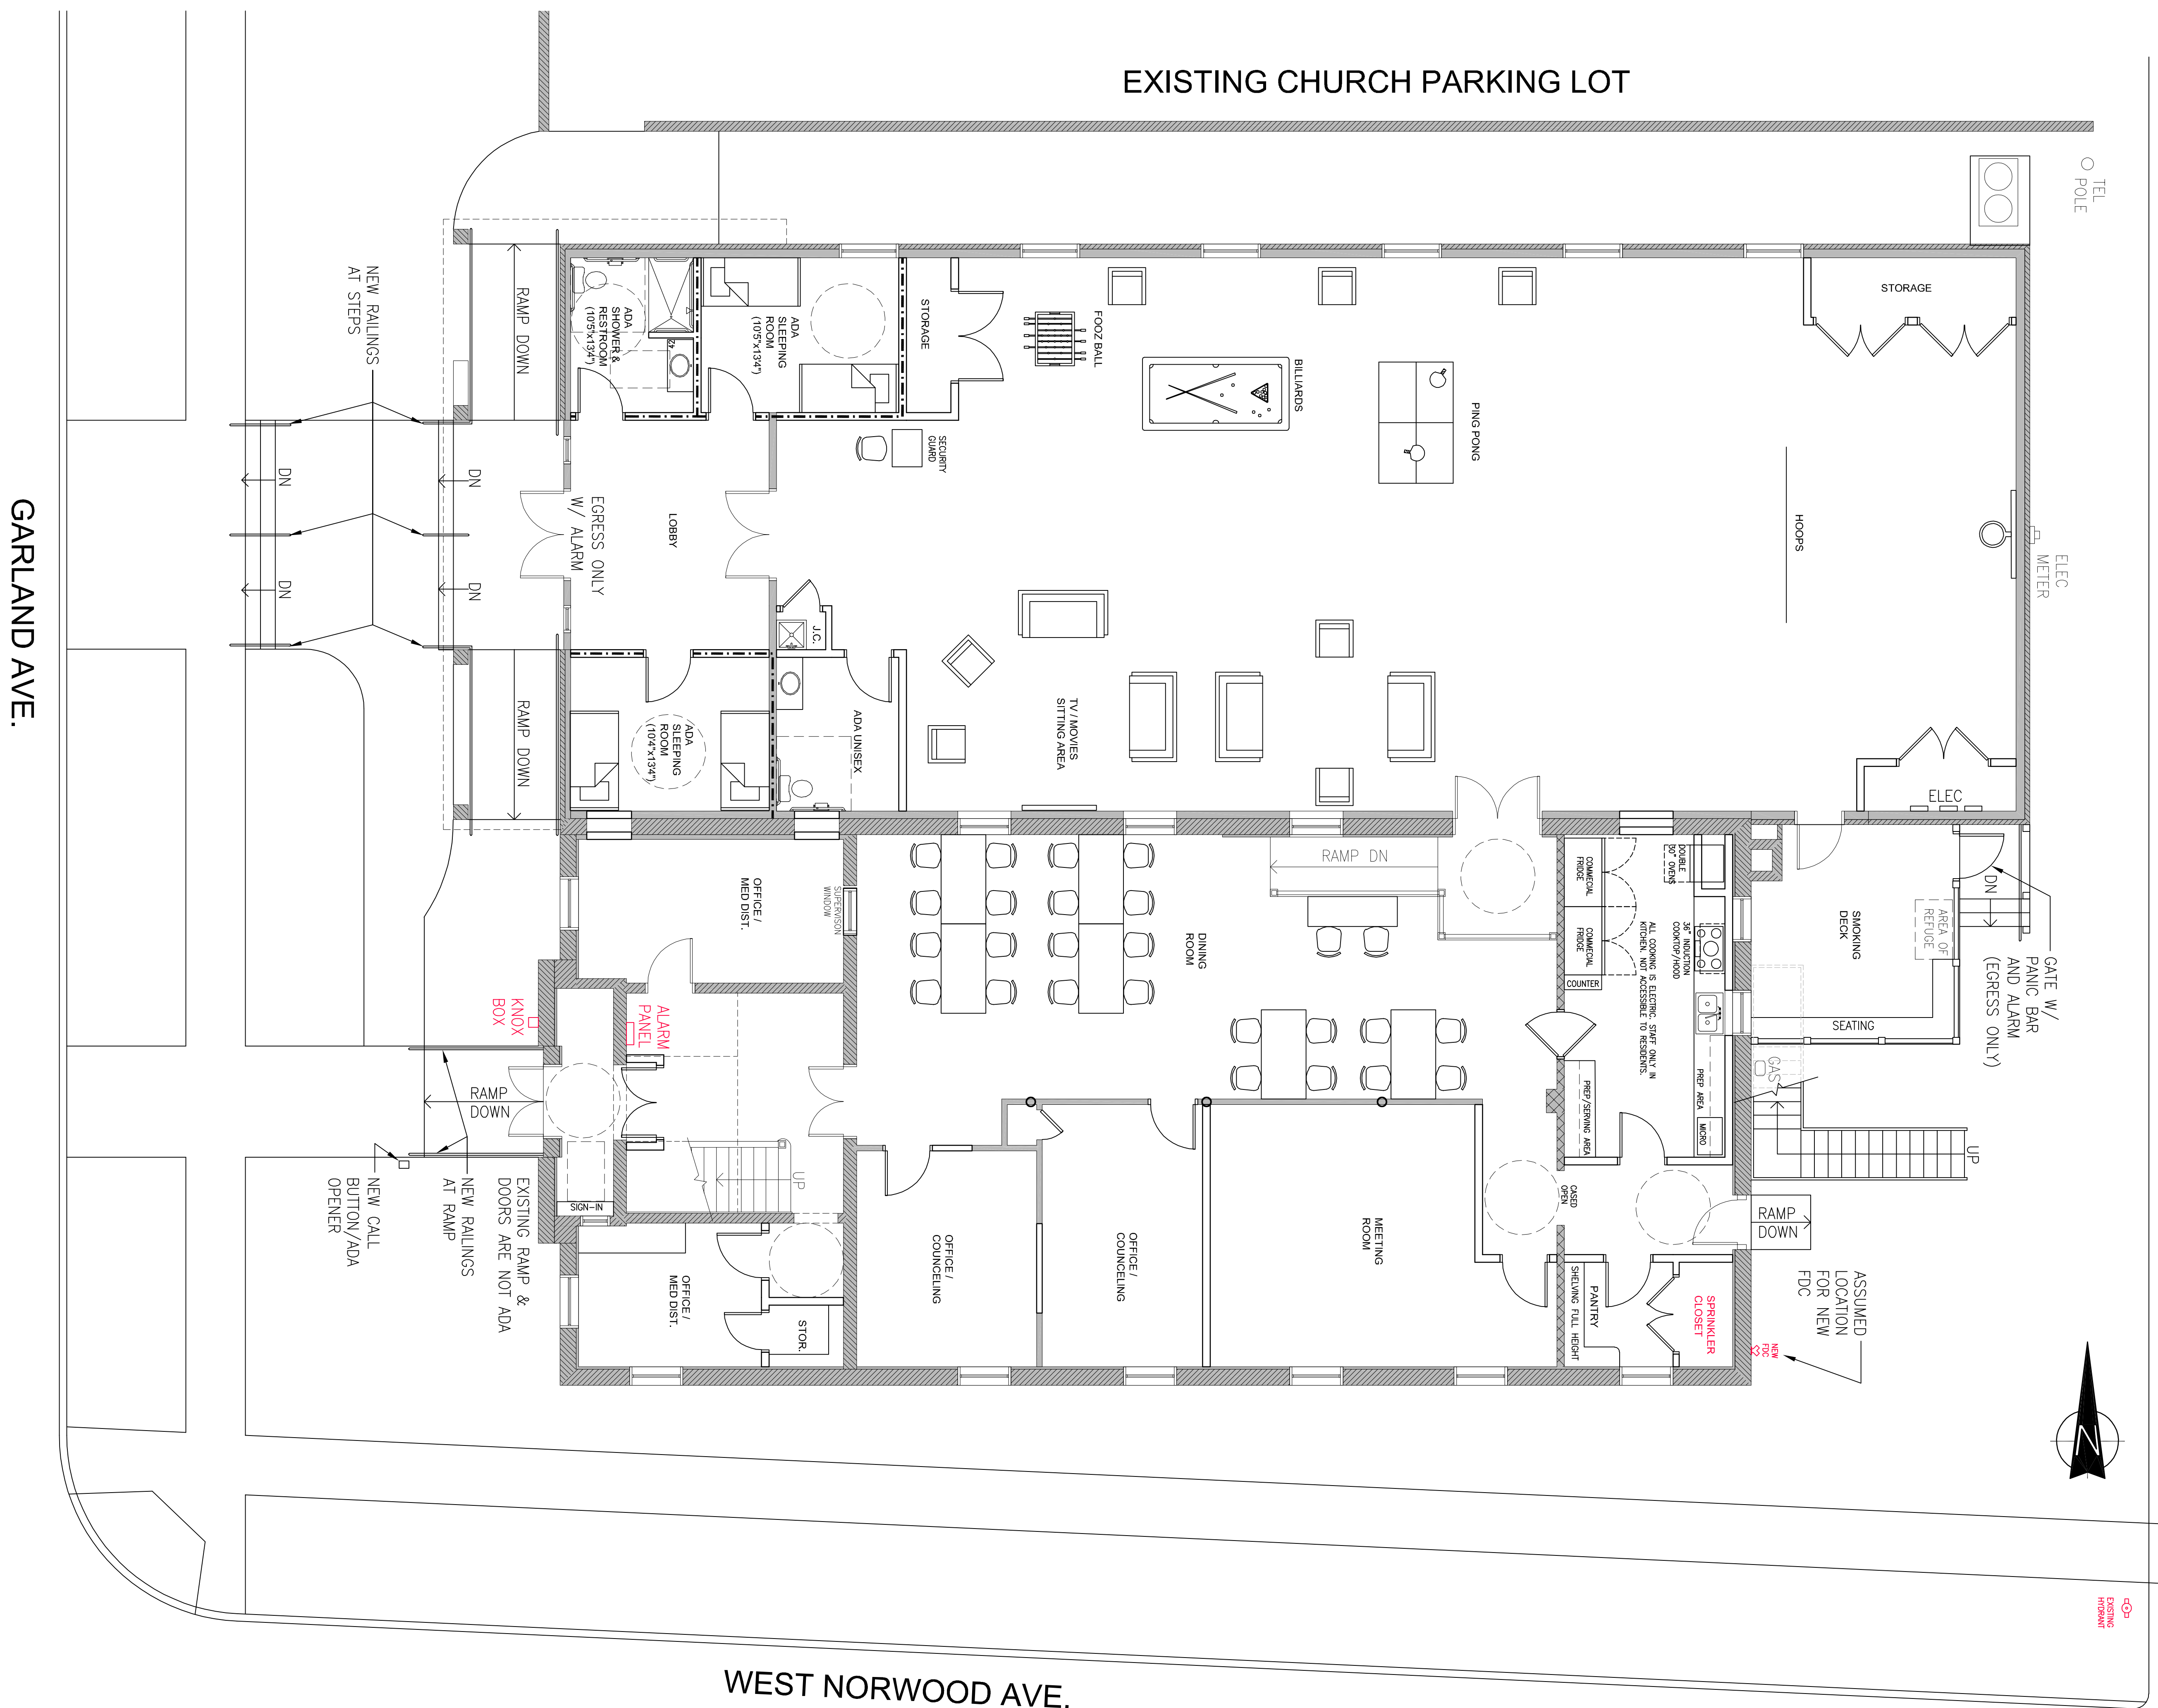 EXISTING CHURCH PARKING LOT
TEL
POLE
NEW RAILINGS
AT STEPS
RAMP DOWN
ADA
SHOWER &
RESTROOM
(10'5"x13'4")
42
ADA
SLEEPING
ROOM
(10'5"x13'4")
STORAGE
FOOZ BALL
BILLIARDS
PING PONG
STORAGE
SECURITY
GUARD
HOOPS
ELEC
METER
DN
DN
DN
DN
EGRESS ONLY
W/ ALARM
LOBBY
J.C.
GARLAND AVE.
RAMP DOWN
ADA
SLEEPING
ROOM
(10'4"x13'4")
ADA UNISEX
TV / MOVIES
SITTING AREA
ELEC
OFFICE /
MED DIST.
SUPERVISON
WINDOW
RAMP DN
DINING
ROOM
COMMECIAL
FRIDGE
COMMECIAL
FRIDGE
COUNTER
DOUBLE
30" OVENS
36" INDUCTION
COOKTOP/HOOD
ALL COOKING IS ELECTRIC. STAFF ONLY IN
KITCHEN. NOT ACCESSIBLE TO RESIDENTS.
SMOKING
DECK
AREA OF
REFUGE
DN
GATE W/
PANIC BAR
AND ALARM
(EGRESS ONLY)
SEATING
GAS
UP
KNOX
BOX
ALARM
PANEL
RAMP
DOWN
PREP/SERVING AREA
PREP AREA
MICRO
UP
NEW CALL
BUTTON/ADA
OPENER
NEW RAILINGS
AT RAMP
EXISTING RAMP &
DOORS ARE NOT ADA
SIGN-IN
OFFICE /
MED DIST.
STOR.
OFFICE /
COUNCELING
OFFICE /
COUNCELING
MEETING
ROOM
CASED
OPEN
RAMP
DOWN
PANTRY
SHELVING FULL HEIGHT
SPRINKLER
CLOSET
NEW
FDC
ASSUMED
LOCATION
FOR NEW
FDC
N
EXISTING
HYDRANT
WEST NORWOOD AVE.